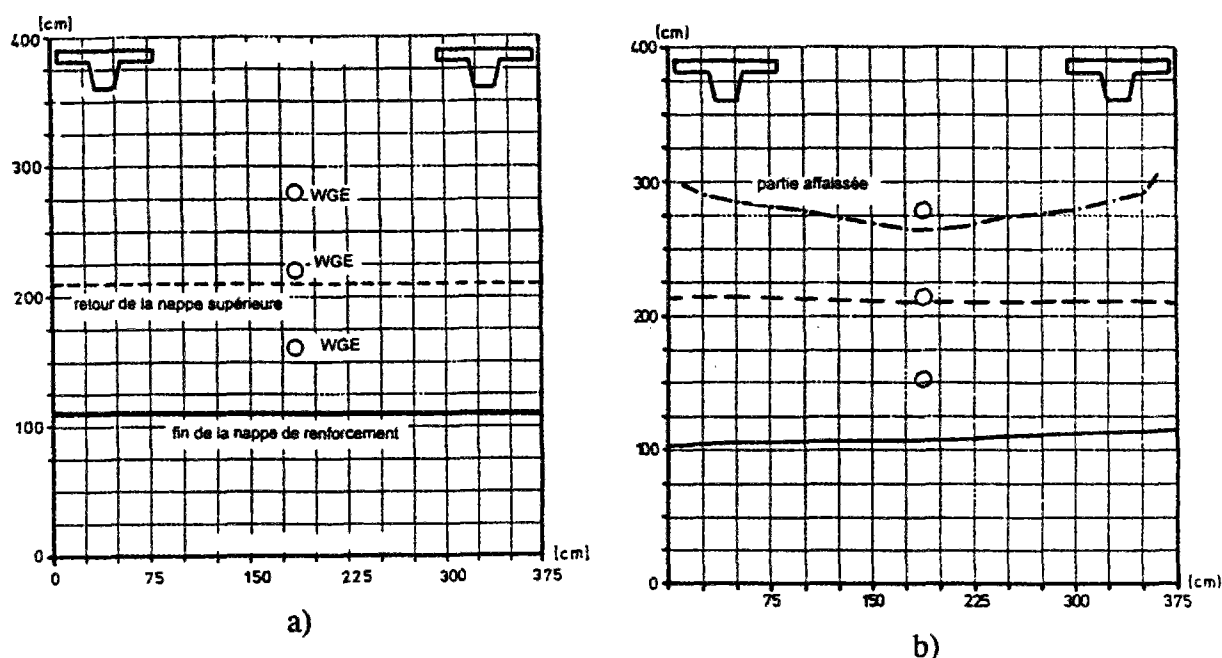 [cm]
400
300
200
100
0
WGE
WGE
retour de la nappe supérieure
WGE
fin de la nappe de renforcement
0
75
150
225
300
375
[cm]
a)
(cm)
400
300
200
100
0
partie affaissée
75
150
225
300
375
(cm)
b)